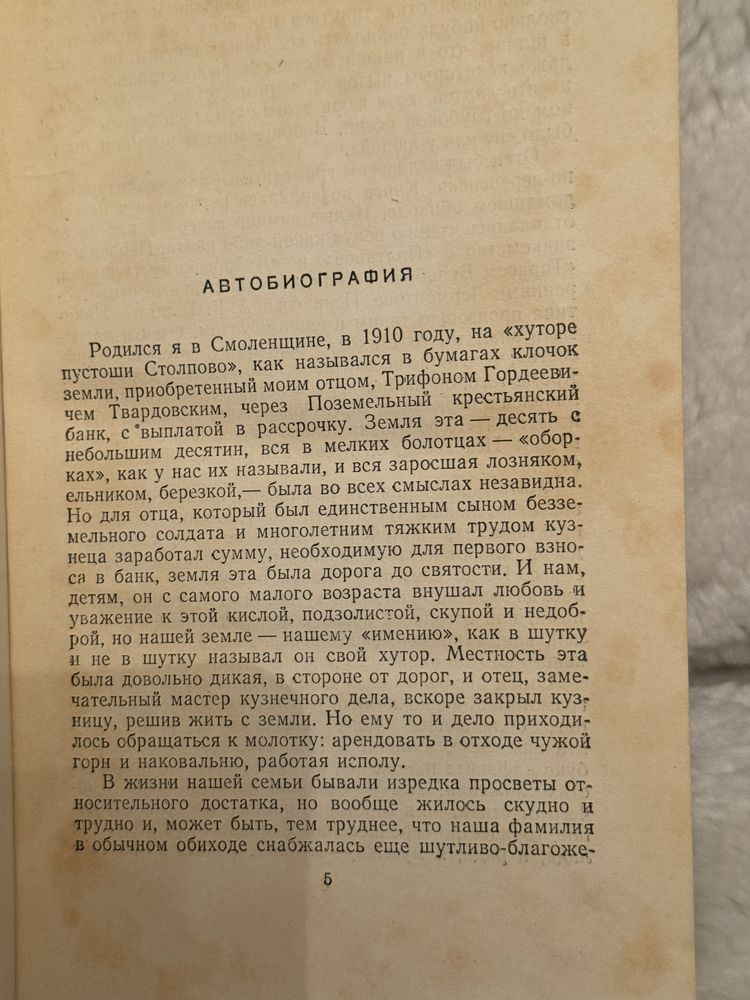 АВТОБИОГРАФИЯ
Родился я в Смоленщине, в 1910 году, на «хуторе
пустоши Столпово», как назывался в бумагах клочок
земли, приобретенный моим отцом, Трифоном Гордееви-
чем Твардовским, через Поземельный крестьянский
банк, с выплатой в рассрочку. Земля эта — десять с
небольшим десятин, вся в мелких болотцах — «обор-
ках», как у нас их называли, и вся заросшая лозняком,
ельником, березкой,— была во всех смыслах незавидна.
Но для отца, который был единственным сыном беззе-
мельного солдата и многолетним тяжким трудом куз-
неца заработал сумму, необходимую для первого взно-
са в банк, земля эта была дорога до святости. И нам,
детям, он с самого малого возраста внушал любовь и
уважение к этой кислой, подзолистой, скупой и недоб-
рой, но нашей земле — нашему «имению», как в шутку
и не в шутку называл он свой хутор. Местность эта
была довольно дикая, в стороне от дорог, и отец, заме-
чательный мастер кузнечного дела, вскоре закрыл куз-
ницу, решив жить с земли. Но ему то и дело приходи-
лось обращаться к молотку: арендовать в отходе чужой
горн и наковальню, работая исполу.
В жизни нашей семьи бывали изредка просветы от-
носительного достатка, но вообще жилось скудно и
трудно и, может быть, тем труднее, что наша фамилия
в обычном обиходе снабжалась еще шутливо-благоже-
5